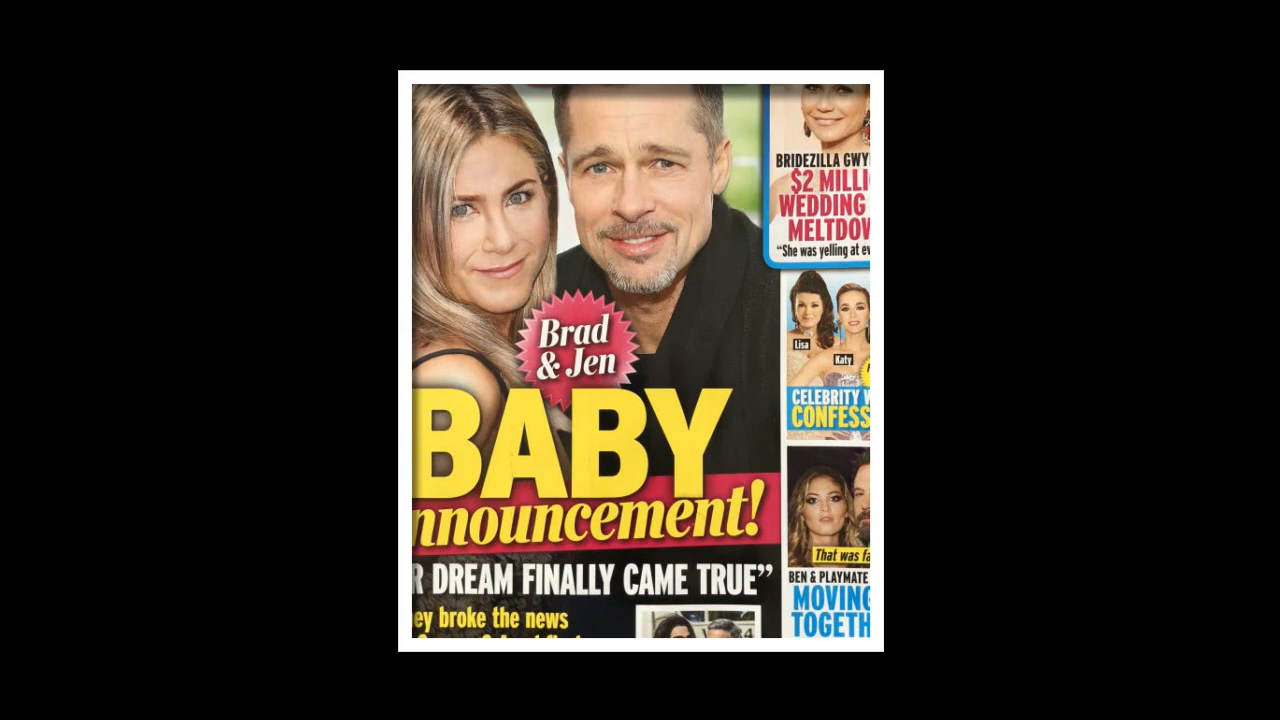 Brad
& Jen
BABY
nnouncement!
R DREAM FINALLY CAME TRUE”
ey broke the news
BRIDEZILLA GWY
$2 MILLI
WEDDING
MELTDOW
“She was yelling at ev
Lisa
Katy
CELEBRITY W
CONFESS
That was fa
BEN & PLAYMATE
MOVING
TOGETH